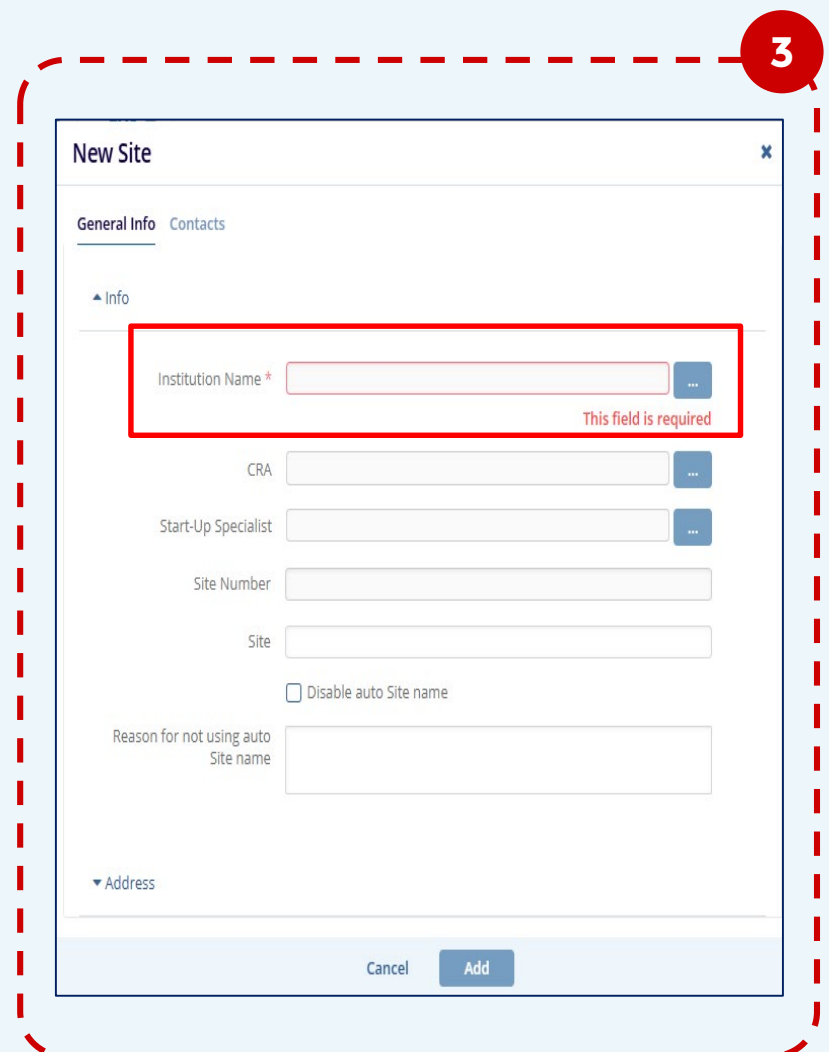 3
New Site
General Info Contacts
Info
Institution Name *
...
This field is required
CRA
...
Start-Up Specialist
...
Site Number
Site
Disable auto Site name
Reason for not using auto
Site name
Address
Cancel Add